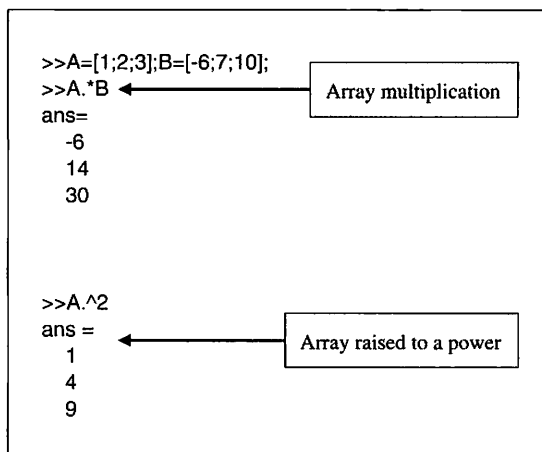 >>A=[1;2;3];B=[-6;7;10];
>>A.*B
Array multiplication
ans=
-6
14
30
>>A.^2
ans =
Array raised to a power
1
4
9